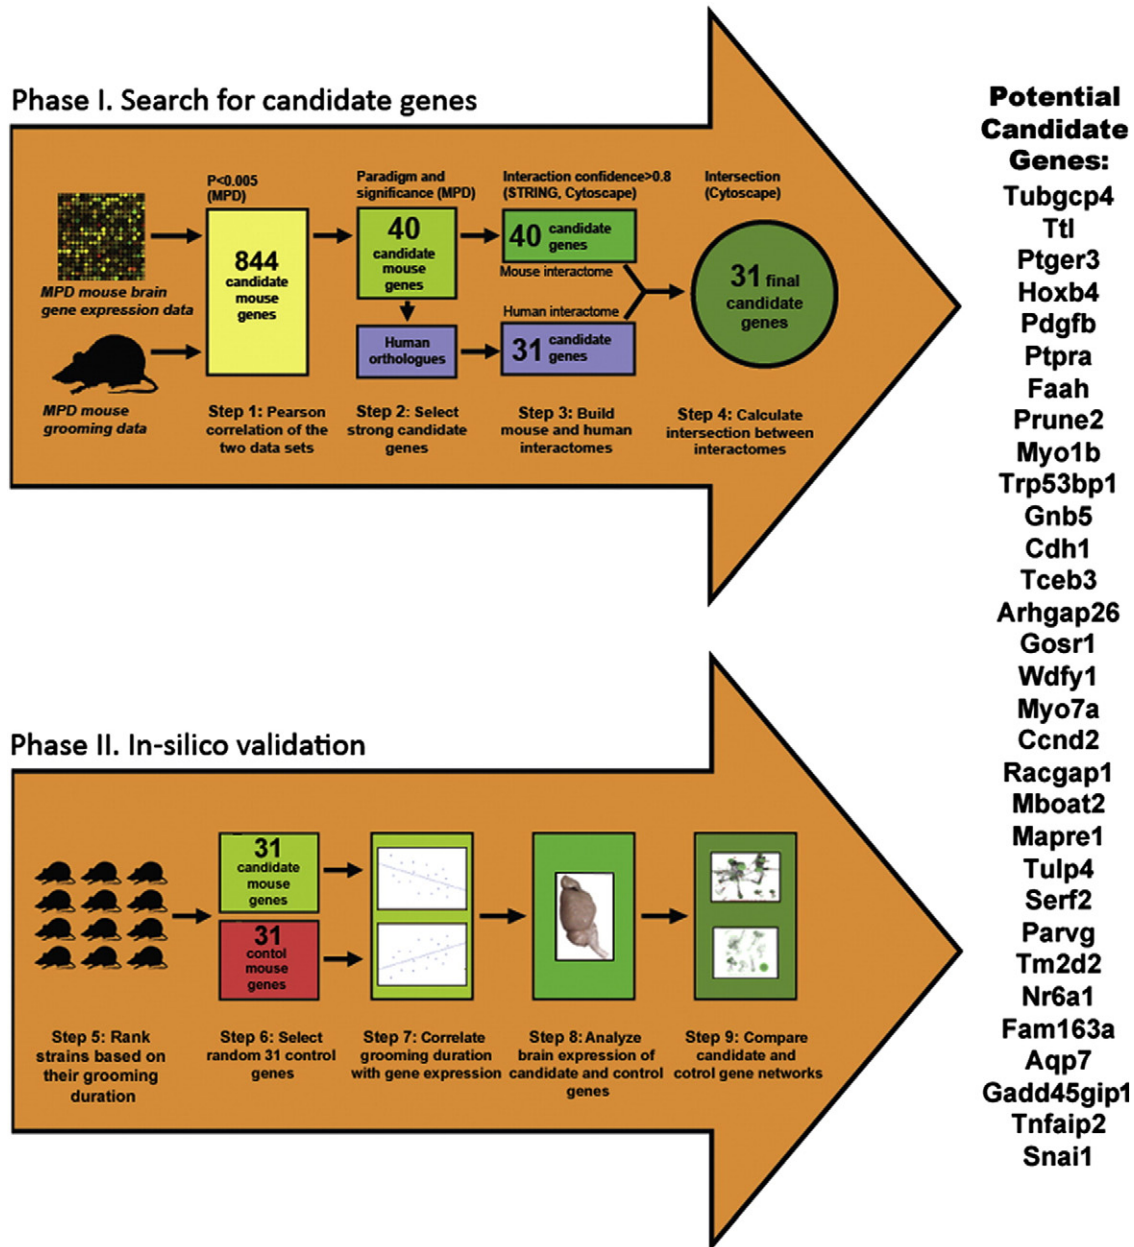 Phase I. Search for candidate genes
P<0.005
(MPD)
Paradigm and
significance (MPD)
Interaction confidence>0.8
(STRING, Cytoscape)
Intersection
(Cytoscape)
MPD mouse brain
gene expression data
MPD mouse
grooming data
844
candidate
mouse
genes
40
candidate
mouse
genes
Human
orthologues
40 candidate
genes
Mouse interactome
Human interactome
31 candidate
genes
31 final
candidate
genes
Step 1: Pearson
correlation of the
two data sets
Step 2: Select
strong candidate
genes
Step 3: Build
mouse and human
interactomes
Step 4: Calculate
intersection between
interactomes
Phase II. In-silico validation
31
candidate
mouse
genes
31
contol
mouse
genes
Step 5: Rank
strains based on
their grooming
duration
Step 6: Select
random 31 control
genes
Step 7: Correlate
grooming duration
with gene expression
Step 8: Analyze
brain expression of
candidate and control
genes
Step 9: Compare
candidate and
cotrol gene networks
Potential
Candidate
Genes:
Tubgcp4
Ttl
Ptger3
Hoxb4
Pdgfb
Ptpra
Faah
Prune2
Myo1b
Trp53bp1
Gnb5
Cdh1
Tceb3
Arhgap26
Gosr1
Wdfy1
Myo7a
Ccnd2
Racgap1
Mboat2
Mapre1
Tulp4
Serf2
Parvg
Tm2d2
Nr6a1
Fam163a
Aqp7
Gadd45gip1
Tnfaip2
Snai1